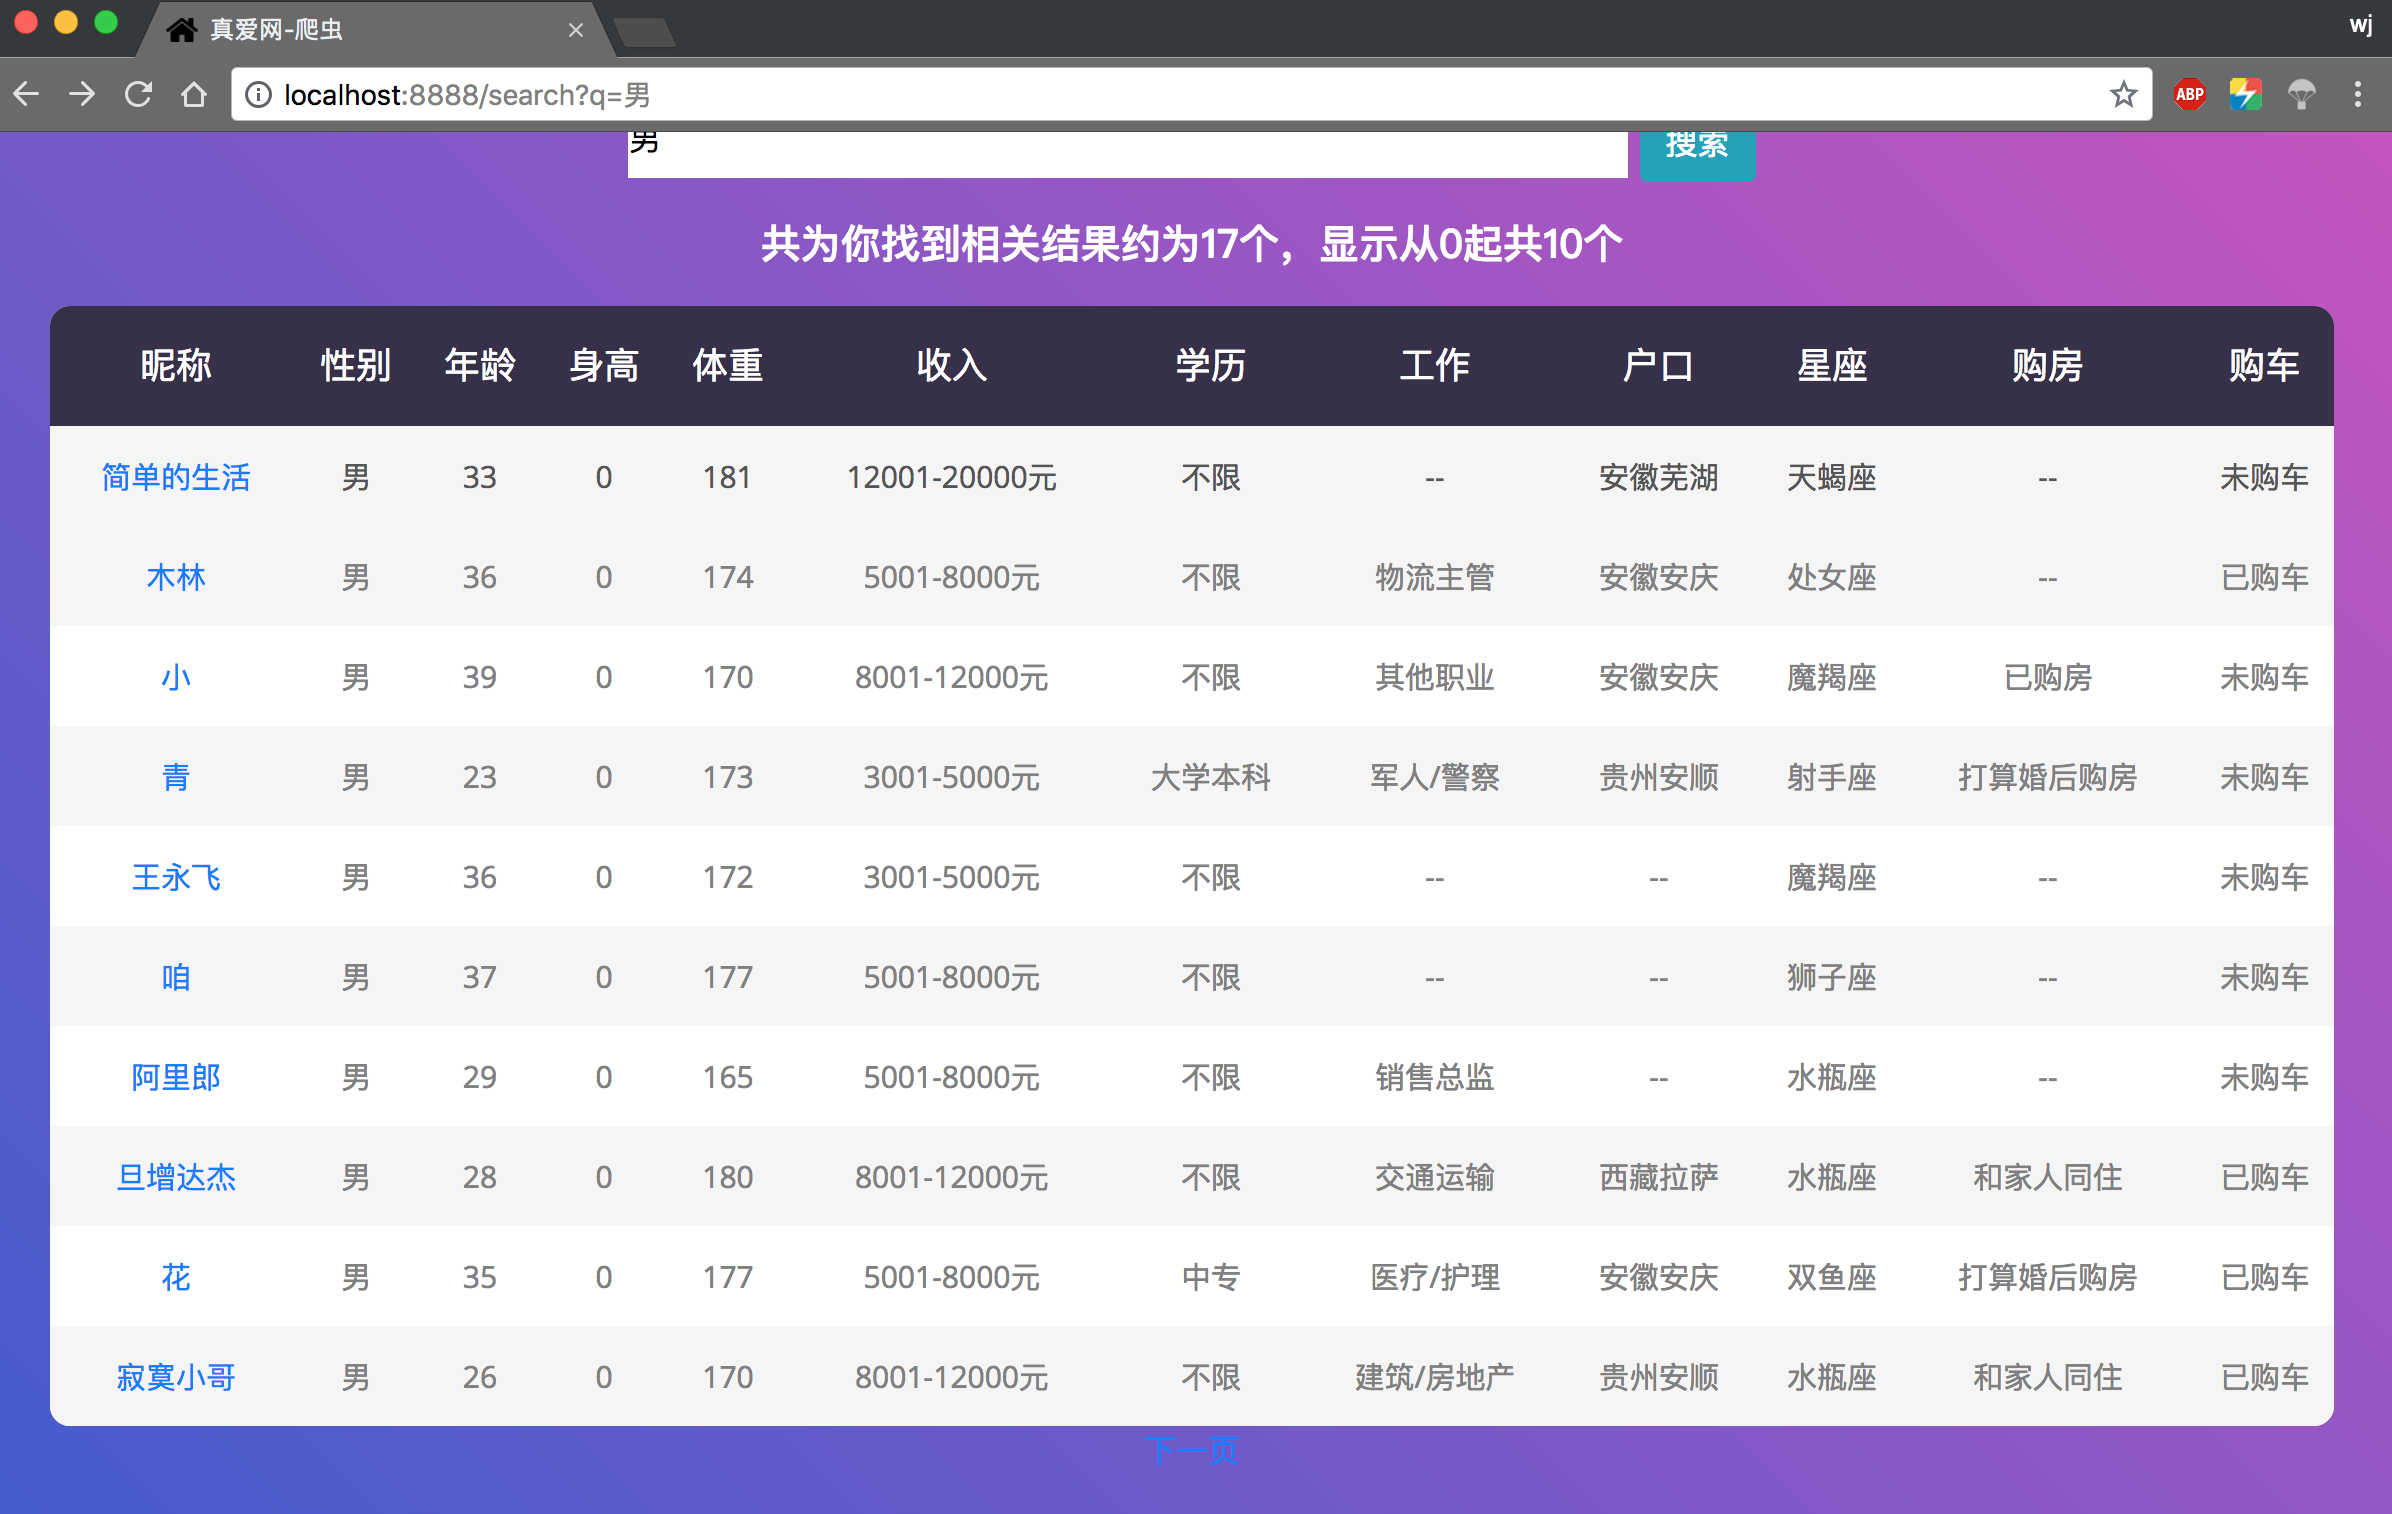 真爱网-爬虫
wj
localhost:8888/search?q=男
ABP
男 搜索
共为你找到相关结果约为17个，显示从0起共10个
昵称 性别 年龄 身高 体重 收入 学历 工作 户口 星座 购房 购车
简单的生活 男 33 0 181 12001-20000元 不限 -- 安徽芜湖 天蝎座 -- 未购车
木林 男 36 0 174 5001-8000元 不限 物流主管 安徽安庆 处女座 -- 已购车
小 男 39 0 170 8001-12000元 不限 其他职业 安徽安庆 魔羯座 已购房 未购车
青 男 23 0 173 3001-5000元 大学本科 军人/警察 贵州安顺 射手座 打算婚后购房 未购车
王永飞 男 36 0 172 3001-5000元 不限 -- -- 魔羯座 -- 未购车
咱 男 37 0 177 5001-8000元 不限 -- -- 狮子座 -- 未购车
阿里郎 男 29 0 165 5001-8000元 不限 销售总监 -- 水瓶座 -- 未购车
旦增达杰 男 28 0 180 8001-12000元 不限 交通运输 西藏拉萨 水瓶座 和家人同住 已购车
花 男 35 0 177 5001-8000元 中专 医疗/护理 安徽安庆 双鱼座 打算婚后购房 已购车
寂寞小哥 男 26 0 170 8001-12000元 不限 建筑/房地产 贵州安顺 水瓶座 和家人同住 已购车
下一页